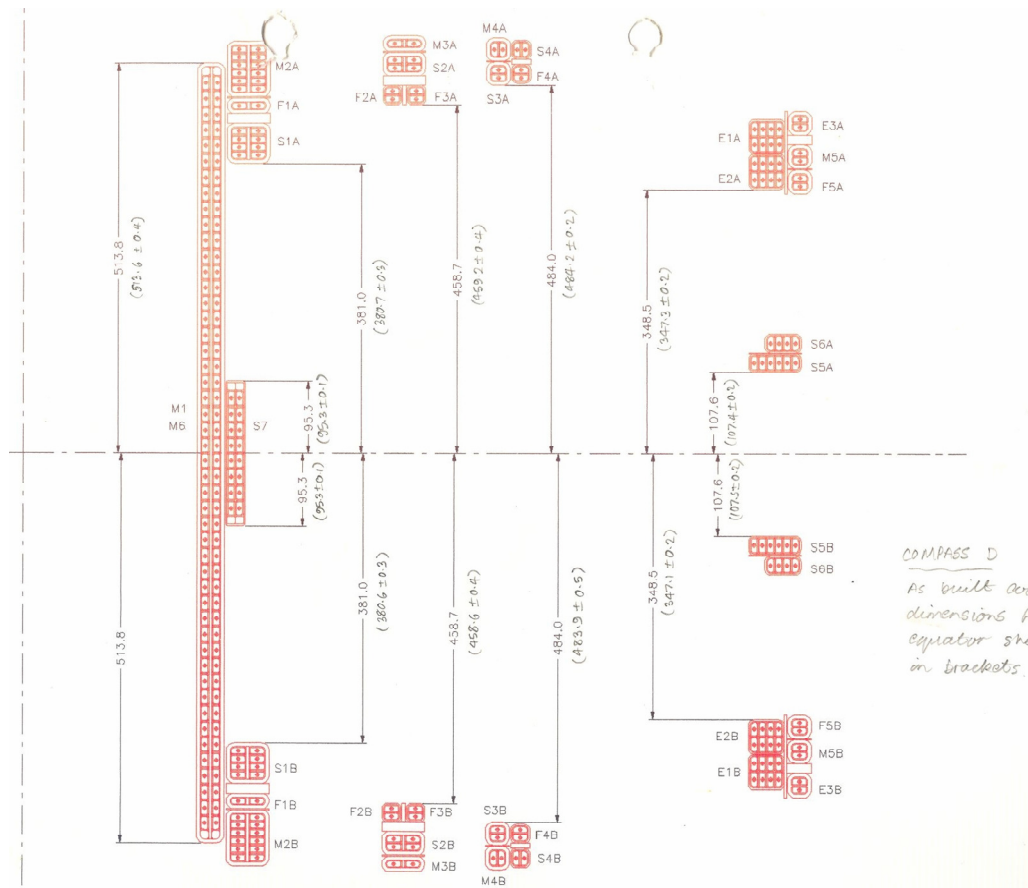 M4A
M3A
S4A
M2A
S2A
F4A
F2A
F3A
S3A
F1A
S1A
E3A
E1A
M5A
E2A
F5A
513.8
(513.6 ± 0.4)
381.0
458.7
(459.2 ± 0.4)
484.0
(484.2 ± 0.2)
348.5
(347.3 ± 0.2)
S6A
S5A
107.6
(107.4 ± 0.2)
M1
M6
S7
95.3
(95.3 ± 0.1)
95.3
(95.3 ± 0.1)
107.6
(107.5 ± 0.2)
S5B
S6B
COMPASS D
As built
dimensions
equator
in brackets.
513.8
381.0
(380.6 ± 0.3)
458.7
(458.6 ± 0.4)
484.0
(483.9 ± 0.5)
348.5
(347.1 ± 0.2)
E2B
F5B
M5B
E1B
E3B
S1B
F1B
M2B
F2B
F3B
S3B
F4B
S2B
S4B
M3B
M4B